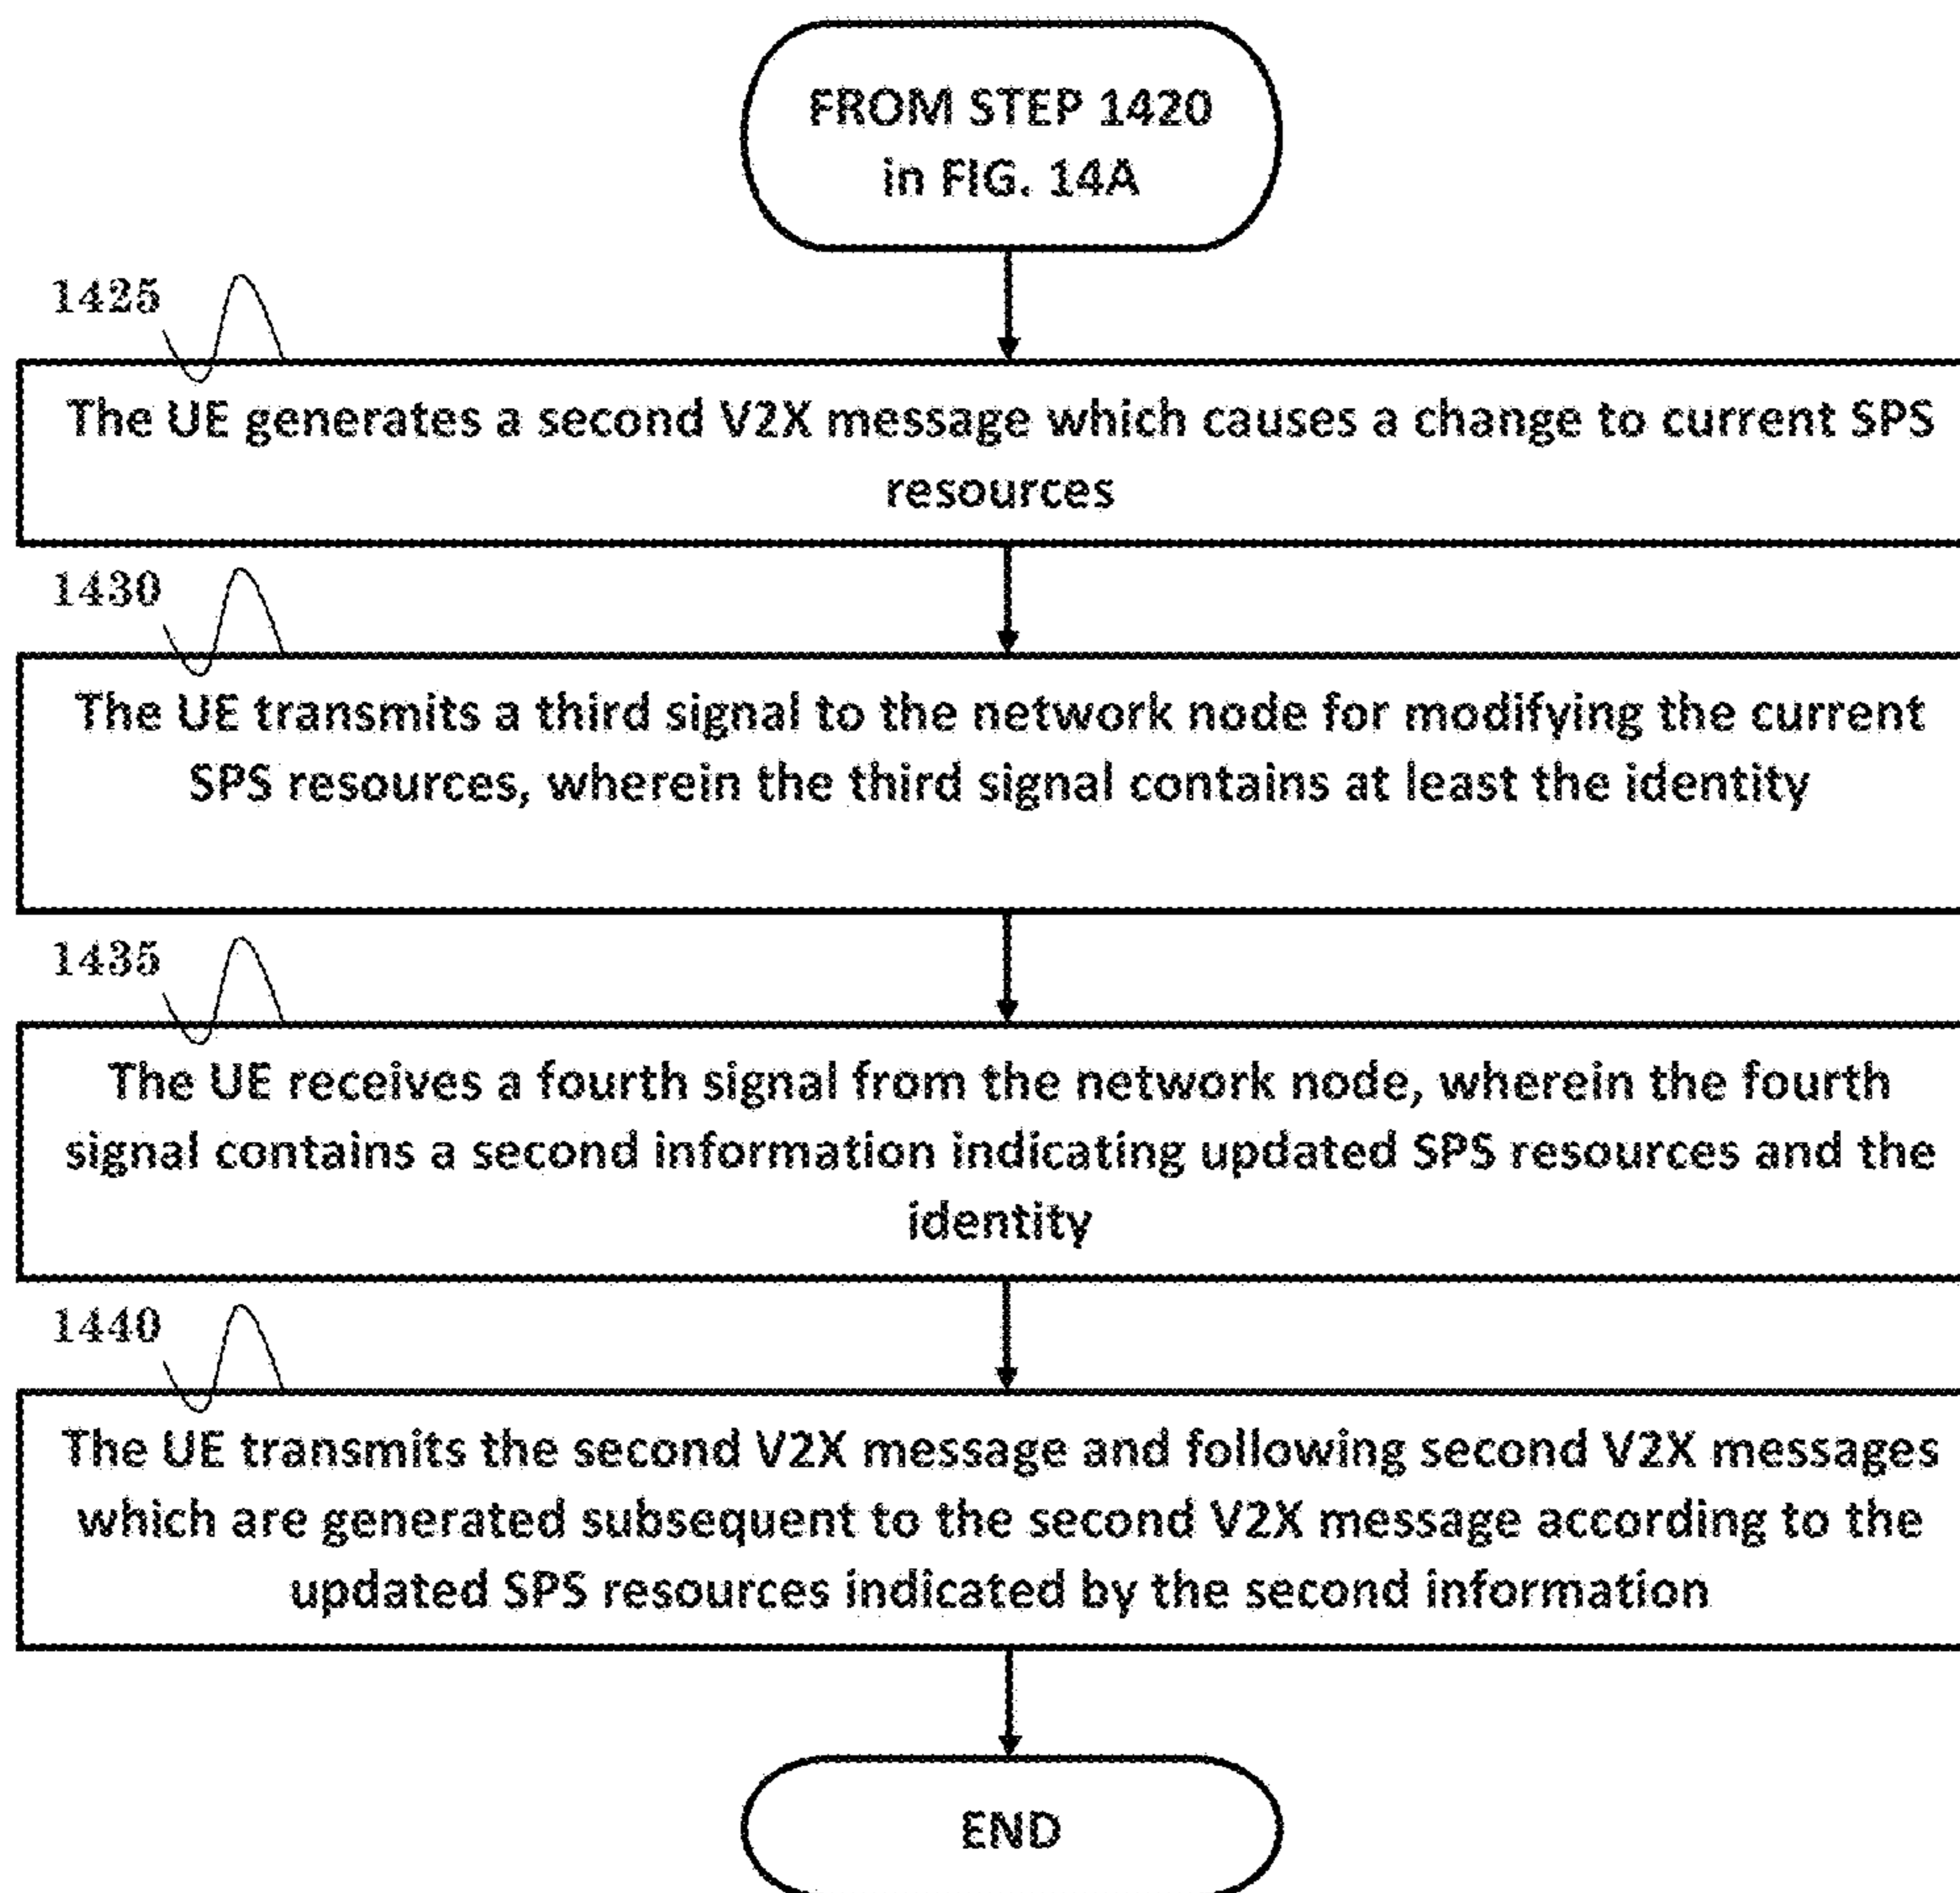 FROM STEP 1420
in FIG. 14A
1425
The UE generates a second V2X message which causes a change to current SPS
resources
1430
The UE transmits a third signal to the network node for modifying the current
SPS resources, wherein the third signal contains at least the identity
1435
The UE receives a fourth signal from the network node, wherein the fourth
signal contains a second information indicating updated SPS resources and the
identity
1440
The UE transmits the second V2X message and following second V2X messages
which are generated subsequent to the second V2X message according to the
updated SPS resources indicated by the second information
END